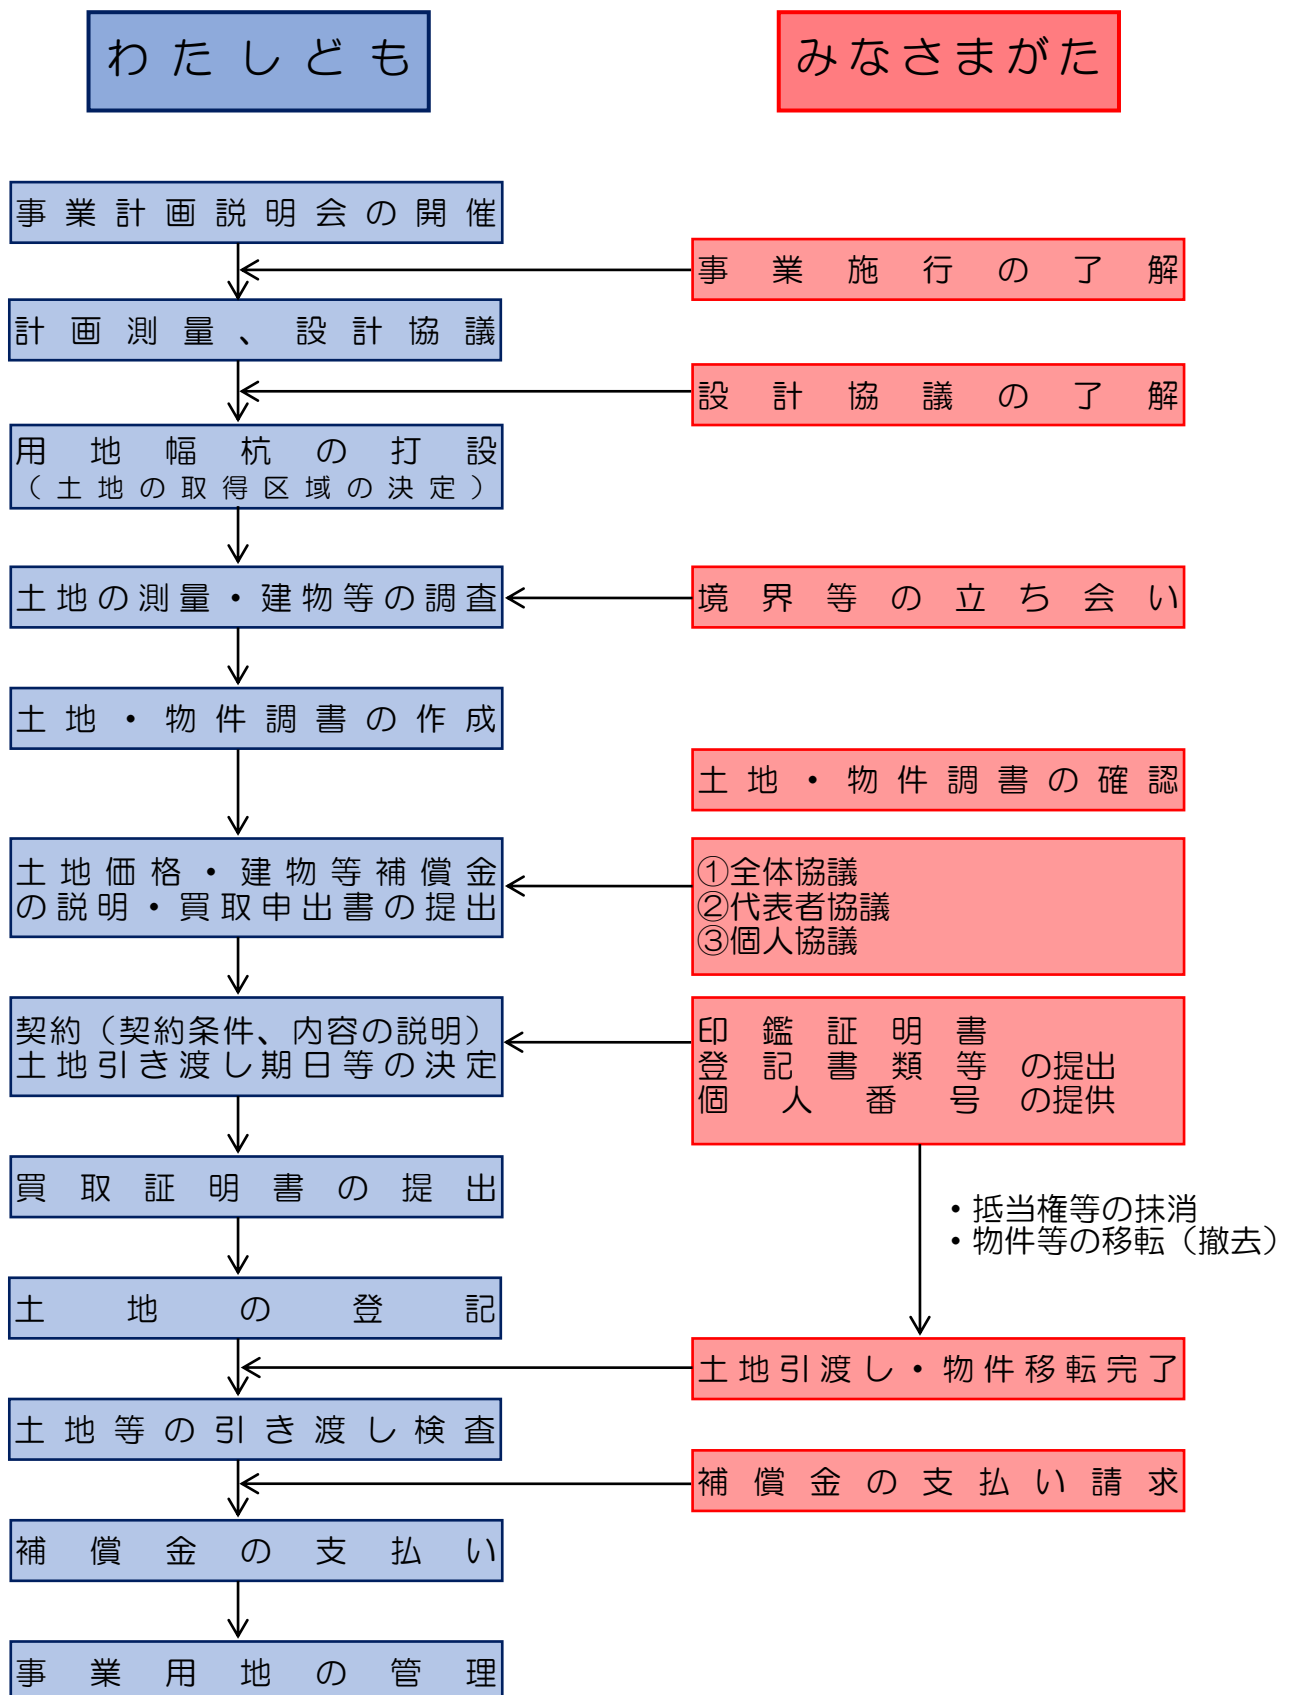 わたしども
みなさまがた
事業計画説明会の開催
事業施行の了解
計画測量、設計協議
設計協議の了解
用地幅杭の打設
（土地の取得区域の決定）
土地の測量・建物等の調査
境界等の立ち会い
土地・物件調書の作成
土地・物件調書の確認
土地価格・建物等補償金
の説明・買取申出書の提出
①全体協議
②代表者協議
③個人協議
契約（契約条件、内容の説明）
土地引き渡し期日等の決定
印鑑証明書
登記書類等の提出
個人番号の提供
買取証明書の提出
・抵当権等の抹消
・物件等の移転（撤去）
土地の登記
土地引渡し・物件移転完了
土地等の引き渡し検査
補償金の支払い請求
補償金の支払い
事業用地の管理